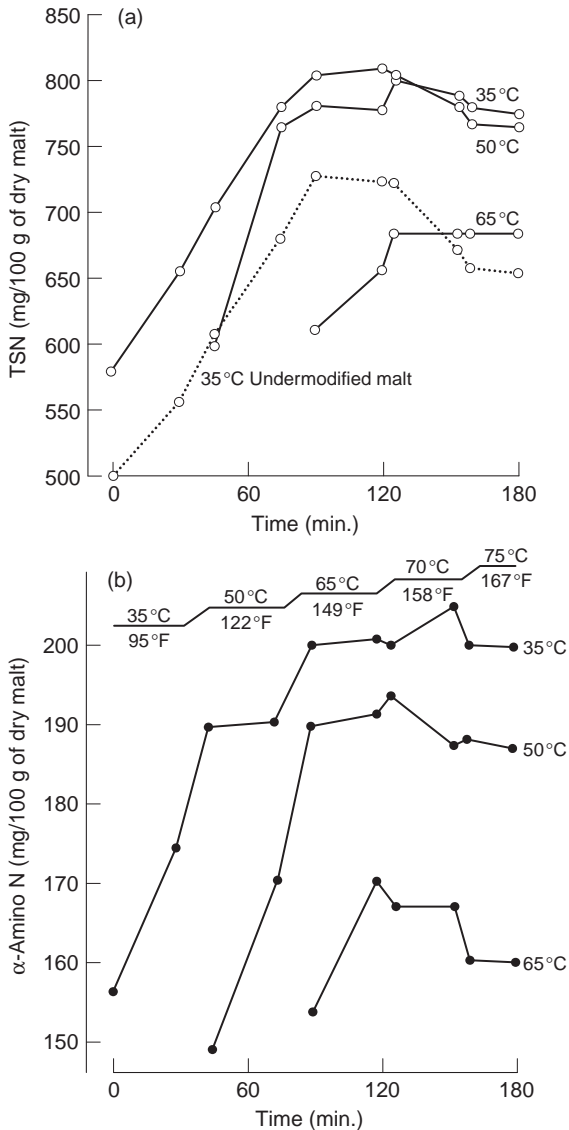 (a)
800
750
700
650
600
550
500
TSN (mg/100 g of dry malt)
35°C
50°C
65°C
35°C Undermodified malt
0 60 120 180
Time (min.)
(b)
35°C 50°C 65°C 70°C 75°C
95°F 122°F 149°F 158°F 167°F
200
190
180
170
160
150
α-Amino N (mg/100 g of dry malt)
35°C
50°C
65°C
0 60 120 180
Time (min.)